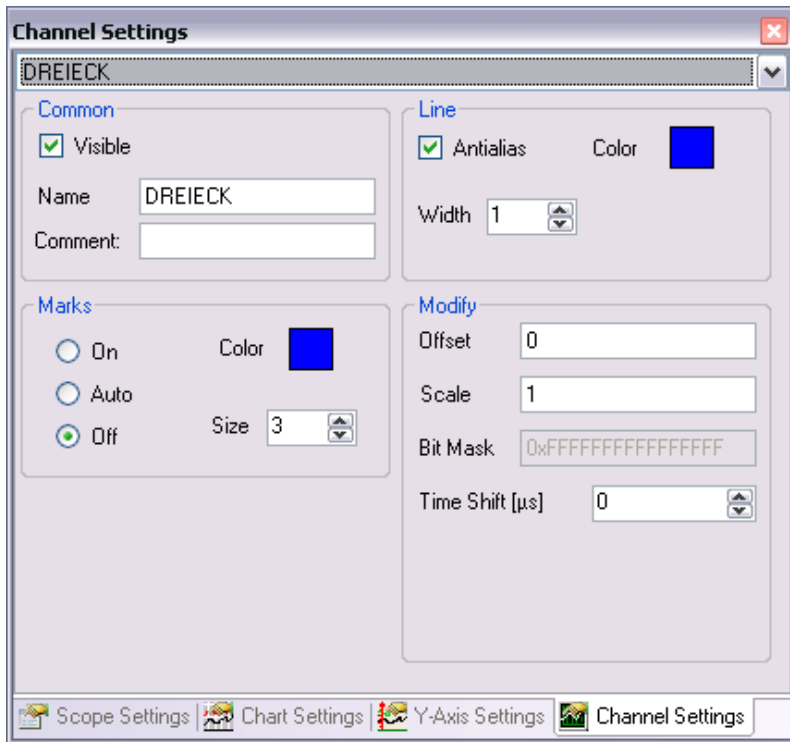 Channel Settings
DREIECK
Common
Visible
Name DREIECK
Comment:
Line
Antialias Color
Width 1
Marks
On Color
Auto
Off Size 3
Modify
Offset 0
Scale 1
Bit Mask 0xFFFFFFFFFFFFFFFF
Time Shift [µs] 0
Scope Settings Chart Settings Y-Axis Settings Channel Settings